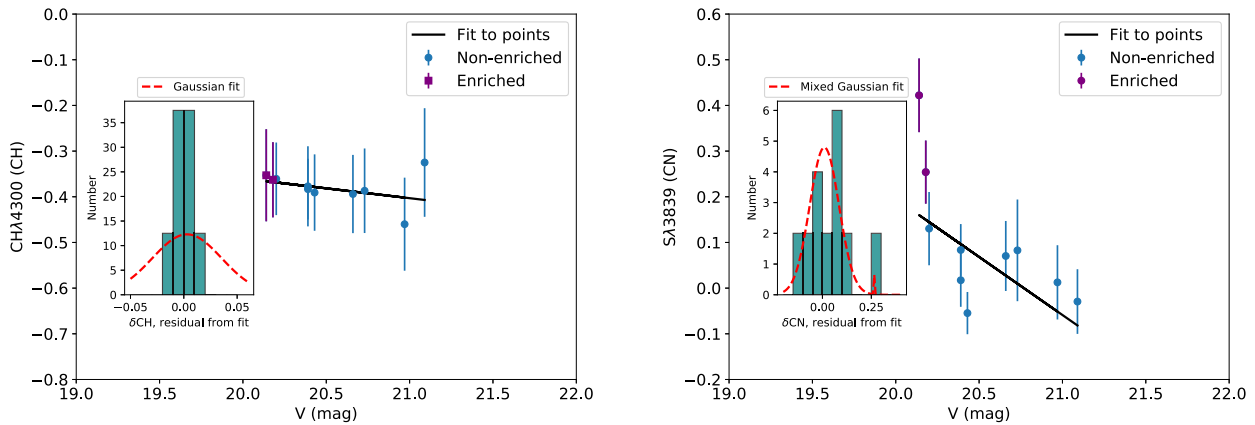 0.0
−0.1
−0.2
−0.3
−0.4
−0.5
−0.6
−0.7
−0.8
CHλ4300 (CH)
19.0 19.5 20.0 20.5 21.0 21.5 22.0
V (mag)
Fit to points
Non-enriched
Enriched
Gaussian fit
35
30
25
20
15
10
5
0
Number
−0.05 0.00 0.05
δCH, residual from fit
0.6
0.5
0.4
0.3
0.2
0.1
0.0
−0.1
−0.2
Sλ3839 (CN)
19.0 19.5 20.0 20.5 21.0 21.5 22.0
V (mag)
Fit to points
Non-enriched
Enriched
Mixed Gaussian fit
6
5
4
3
2
1
0
Number
0.00 0.25
δCN, residual from fit